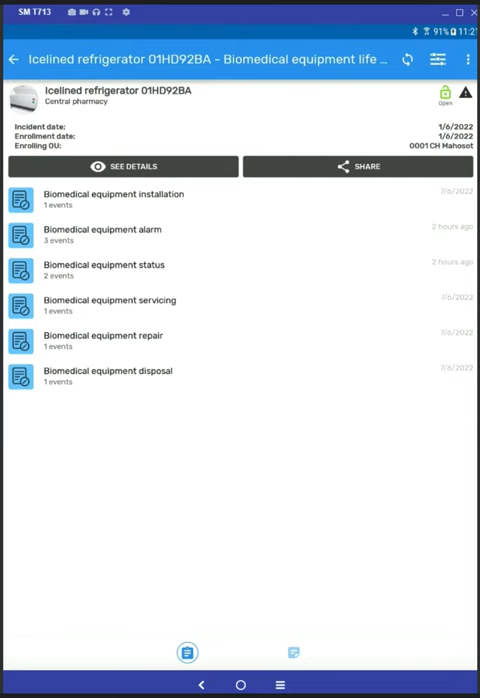 SM T713
91% 11:21
Icelined refrigerator 01HD92BA - Biomedical equipment life ...
Icelined refrigerator 01HD92BA
Central pharmacy
Open
Incident date: 1/6/2022
Enrollment date: 1/6/2022
Enrolling OU: 0001 CH Mahosot
SEE DETAILS SHARE
Biomedical equipment installation 7/6/2022
1 events
Biomedical equipment alarm 2 hours ago
3 events
Biomedical equipment status 2 hours ago
2 events
Biomedical equipment servicing 7/6/2022
1 events
Biomedical equipment repair 7/6/2022
1 events
Biomedical equipment disposal 7/6/2022
1 events